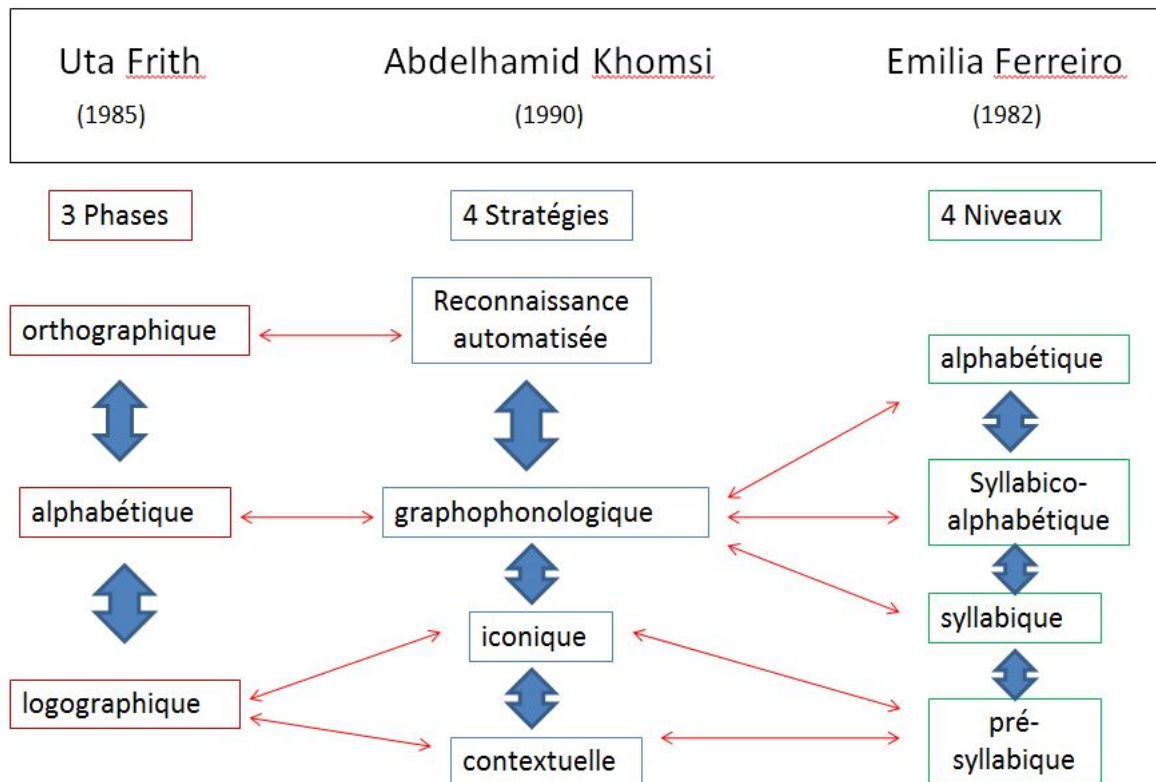 Uta Frith
(1985)
Abdelhamid Khomsi
(1990)
Emilia Ferreiro
(1982)
3 Phases
4 Stratégies
4 Niveaux
orthographique
Reconnaissance
automatisée
alphabétique
alphabétique
graphophonologique
Syllabico-
alphabétique
iconique
syllabique
logographique
contextuelle
pré-
syllabique